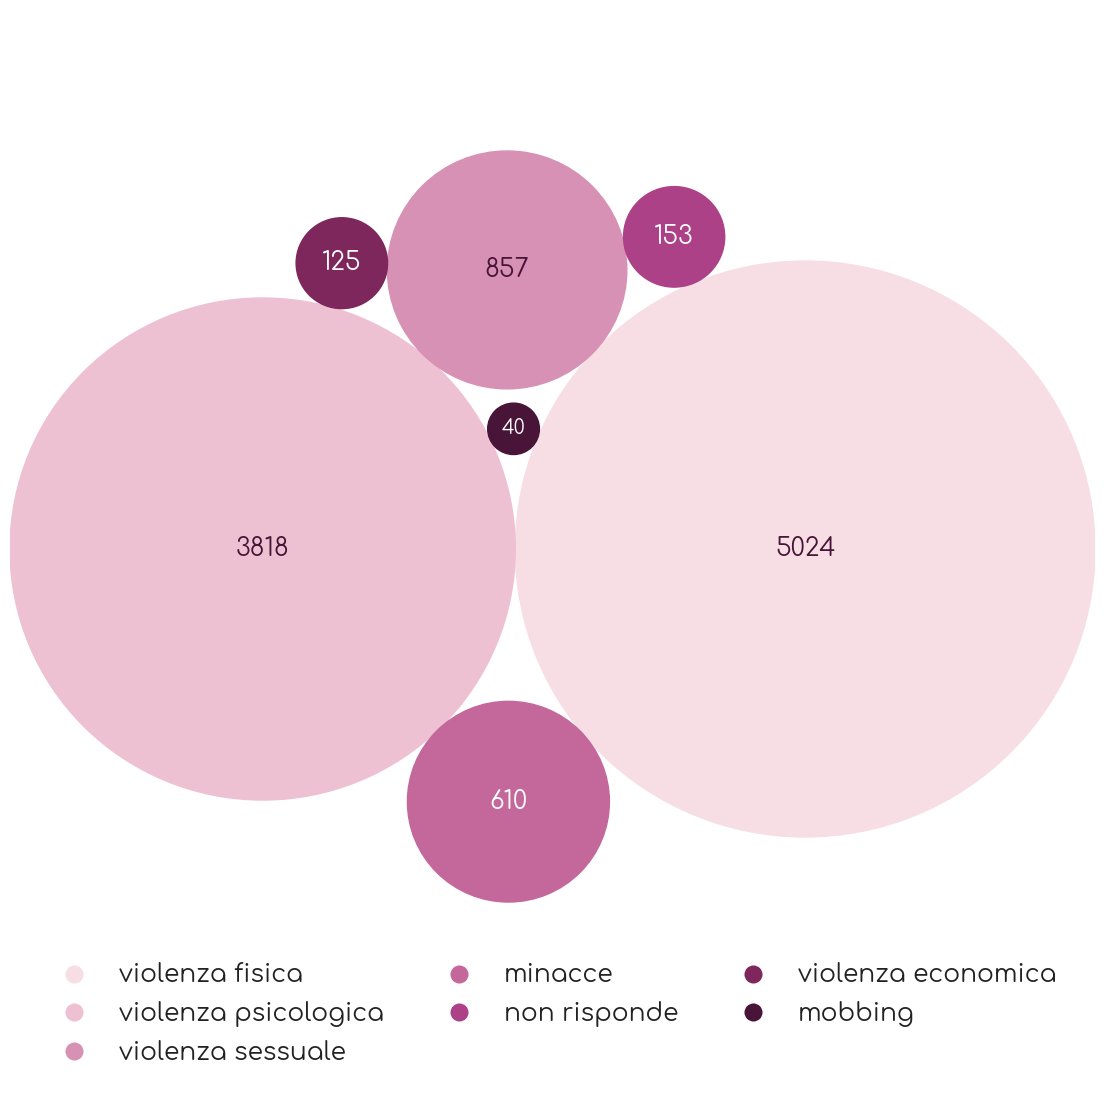 153
125
857
40
3818
5024
610
violenza fisica
violenza psicologica
violenza sessuale
minacce
non risponde
violenza economica
mobbing